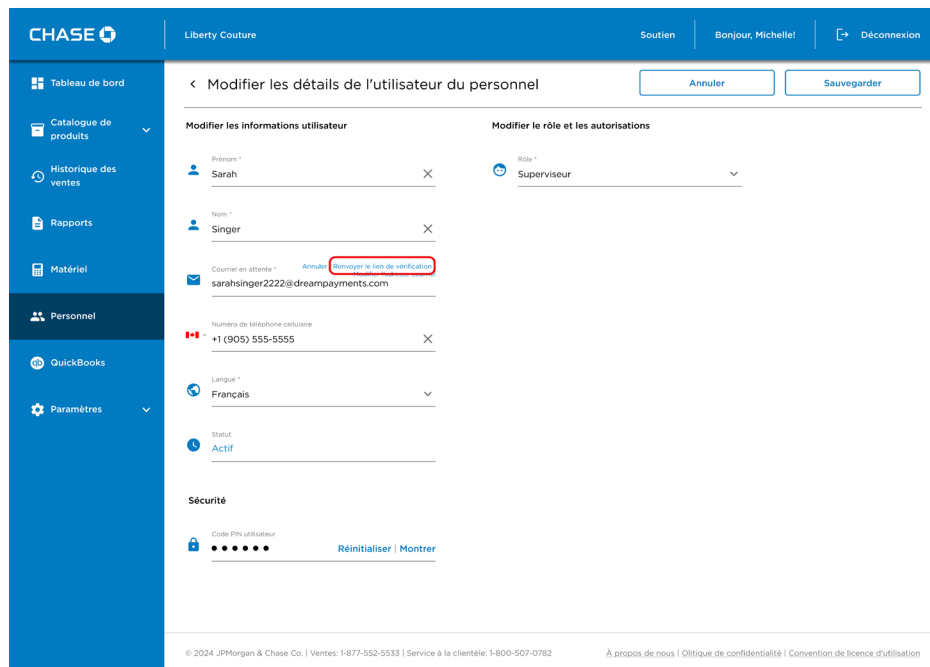 CHASE
Liberty Couture
Soutien
Bonjour, Michelle!
Déconnexion
Tableau de bord
Catalogue de
produits
Historique des
ventes
Rapports
Matériel
Personnel
QuickBooks
Paramètres
Modifier les détails de l'utilisateur du personnel
Annuler
Sauvegarder
Modifier les informations utilisateur
Prénom *
Sarah
Nom *
Singer
Courriel en attente *
Annuler
Renvoyer le lien de vérification
sarahsinger2222@dreampayments.com
Numéro de téléphone cellulaire
+1 (905) 555-5555
Langue *
Français
Statut
Actif
Sécurité
Code PIN utilisateur
Réinitialiser | Montrer
Modifier le rôle et les autorisations
Rôle *
Superviseur
© 2024 JPMorgan & Chase Co. | Ventes: 1-877-552-5533 | Service à la clientèle: 1-800-507-0782
À propos de nous | Olitique de confidentialité | Convention de licence d'utilisation